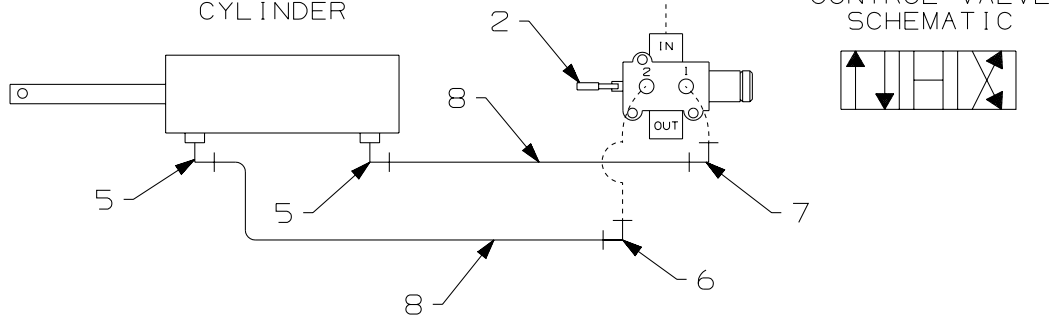 CYLINDER
CONTROL VALVE
SCHEMATIC
IN
2
2 1
8
OUT
5
5
7
6
8